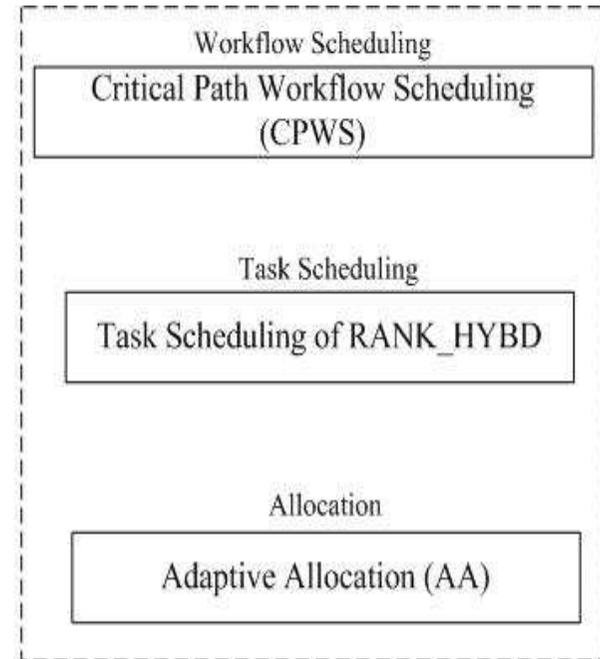 Workflow Scheduling
Critical Path Workflow Scheduling
(CPWS)
Task Scheduling
Task Scheduling of RANK_HYBD
Allocation
Adaptive Allocation (AA)